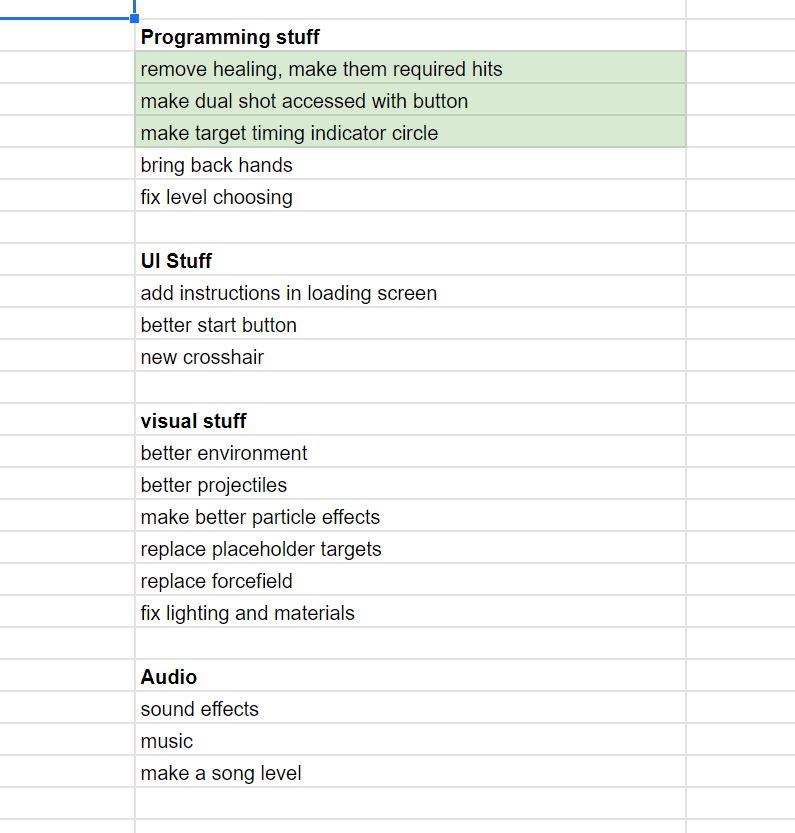 Programming stuff
remove healing, make them required hits
make dual shot accessed with button
make target timing indicator circle
bring back hands
fix level choosing
UI Stuff
add instructions in loading screen
better start button
new crosshair
visual stuff
better environment
better projectiles
make better particle effects
replace placeholder targets
replace forcefield
fix lighting and materials
Audio
sound effects
music
make a song level